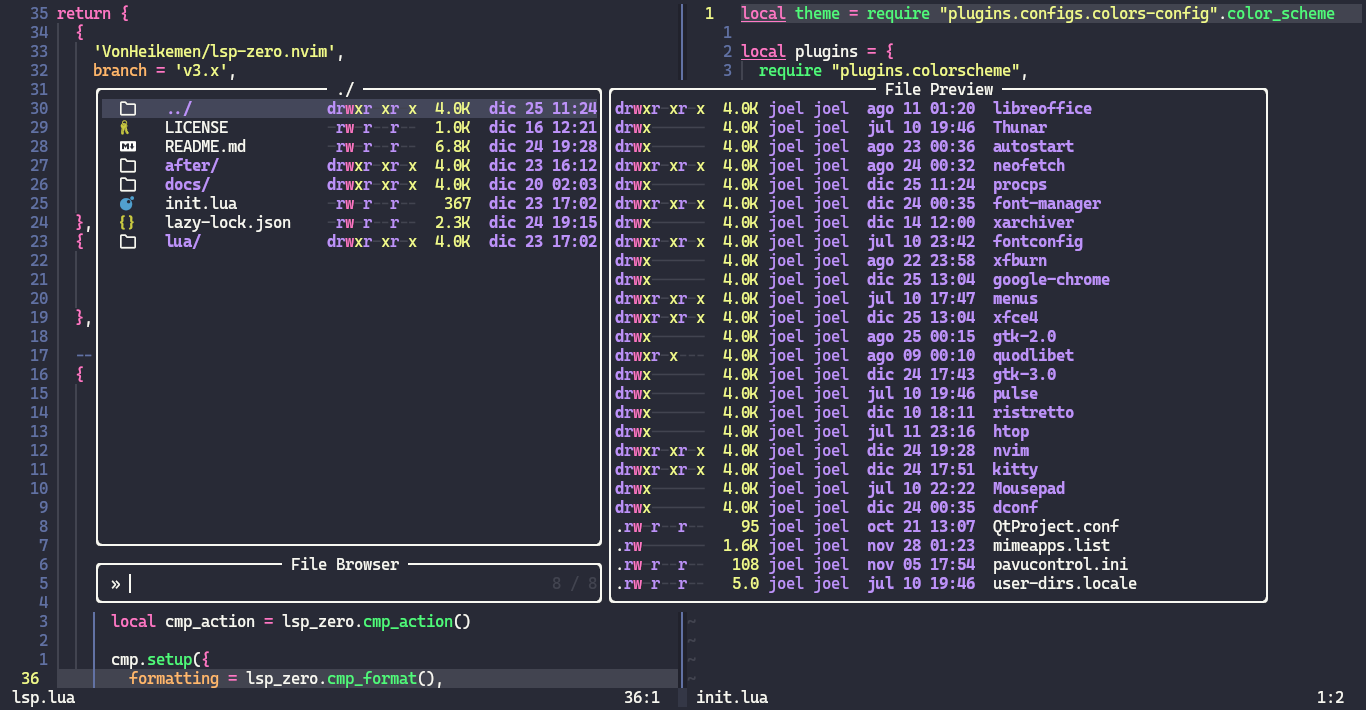 35 return {
34 {
33 'VonHeikemen/lsp-zero.nvim',
32 branch = 'v3.x',
31
30
29
28
27
26
25
24 },
23 {
22
21
20
19 },
18
17 --
16 {
15
14
13
12
11
10
9
8
7
6
5
4
3 local cmp_action = lsp_zero.cmp_action()
2
1 cmp.setup({
36 formatting = lsp_zero.cmp_format(),
lsp.lua 36:1
./
../ drwxr-xr-x 4.0K dic 25 11:24
LICENSE -rw-r--r-- 1.0K dic 16 12:21
README.md -rw-r--r-- 6.8K dic 24 19:28
after/ drwxr-xr-x 4.0K dic 23 16:12
docs/ drwxr-xr-x 4.0K dic 20 02:03
init.lua -rw-r--r-- 367 dic 23 17:02
lazy-lock.json -rw-r--r-- 2.3K dic 24 19:15
lua/ drwxr-xr-x 4.0K dic 23 17:02
File Browser
» 8 / 8
1 local theme = require "plugins.configs.colors-config".color_scheme
1
2 local plugins = {
3 require "plugins.colorscheme",
File Preview
drwxr-xr-x 4.0K joel joel ago 11 01:20 libreoffice
drwx------ 4.0K joel joel jul 10 19:46 Thunar
drwx------ 4.0K joel joel ago 23 00:36 autostart
drwxr-xr-x 4.0K joel joel ago 24 00:32 neofetch
drwx------ 4.0K joel joel dic 25 11:24 procps
drwxr-xr-x 4.0K joel joel dic 24 00:35 font-manager
drwx------ 4.0K joel joel dic 14 12:00 xarchiver
drwxr-xr-x 4.0K joel joel jul 10 23:42 fontconfig
drwx------ 4.0K joel joel ago 22 23:58 xfburn
drwx------ 4.0K joel joel dic 25 13:04 google-chrome
drwxr-xr-x 4.0K joel joel jul 10 17:47 menus
drwxr-xr-x 4.0K joel joel dic 25 13:04 xfce4
drwx------ 4.0K joel joel ago 25 00:15 gtk-2.0
drwxr-x--- 4.0K joel joel ago 09 00:10 quodlibet
drwx------ 4.0K joel joel dic 24 17:43 gtk-3.0
drwx------ 4.0K joel joel jul 10 19:46 pulse
drwx------ 4.0K joel joel dic 10 18:11 ristretto
drwx------ 4.0K joel joel jul 11 23:16 htop
drwxr-xr-x 4.0K joel joel dic 24 19:28 nvim
drwxr-xr-x 4.0K joel joel dic 24 17:51 kitty
drwx------ 4.0K joel joel jul 10 22:22 Mousepad
drwx------ 4.0K joel joel dic 24 00:35 dconf
.rw-r--r-- 95 joel joel oct 21 13:07 QtProject.conf
.rw------- 1.6K joel joel nov 28 01:23 mimeapps.list
.rw-r--r-- 108 joel joel nov 05 17:54 pavucontrol.ini
.rw-r--r-- 5.0 joel joel jul 10 19:46 user-dirs.locale
~
~
~
~
init.lua 1:2